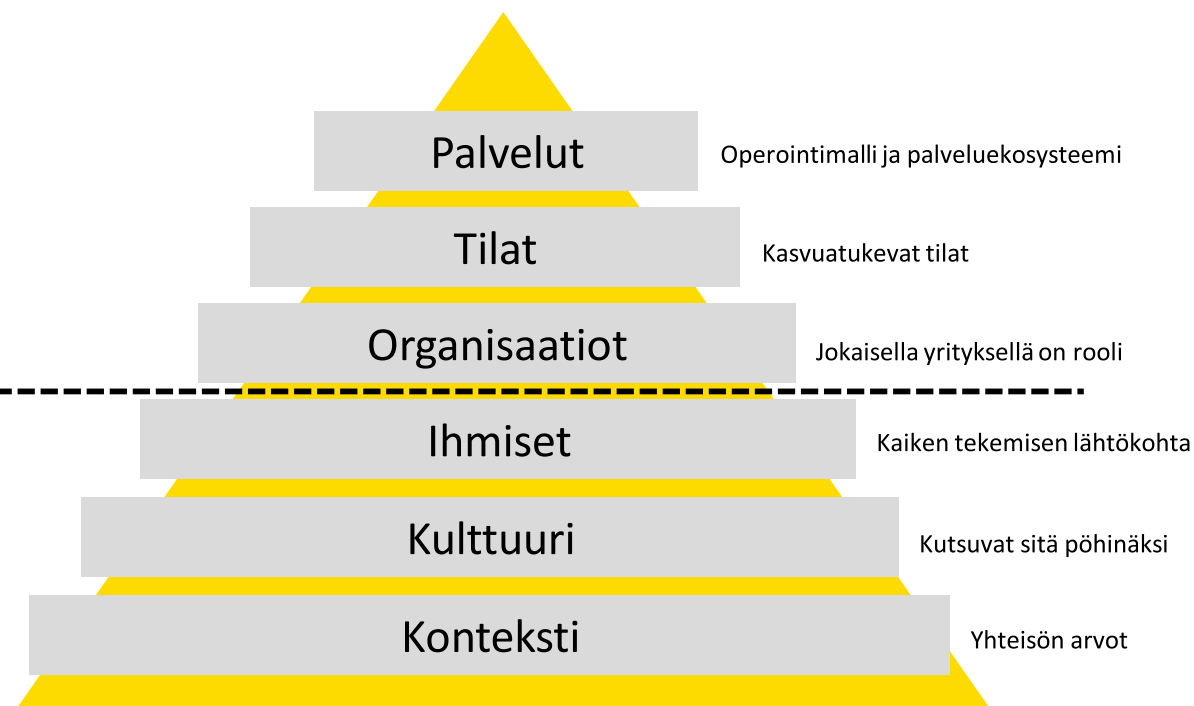 Palvelut
Operointimalli ja palveluekosysteemi
Tilat
Kasvuatukevat tilat
Organisaatiot
Jokaisella yrityksellä on rooli
Ihmiset
Kaiken tekemisen lähtökohta
Kulttuuri
Kutsuvat sitä pöhinäksi
Konteksti
Yhteisön arvot